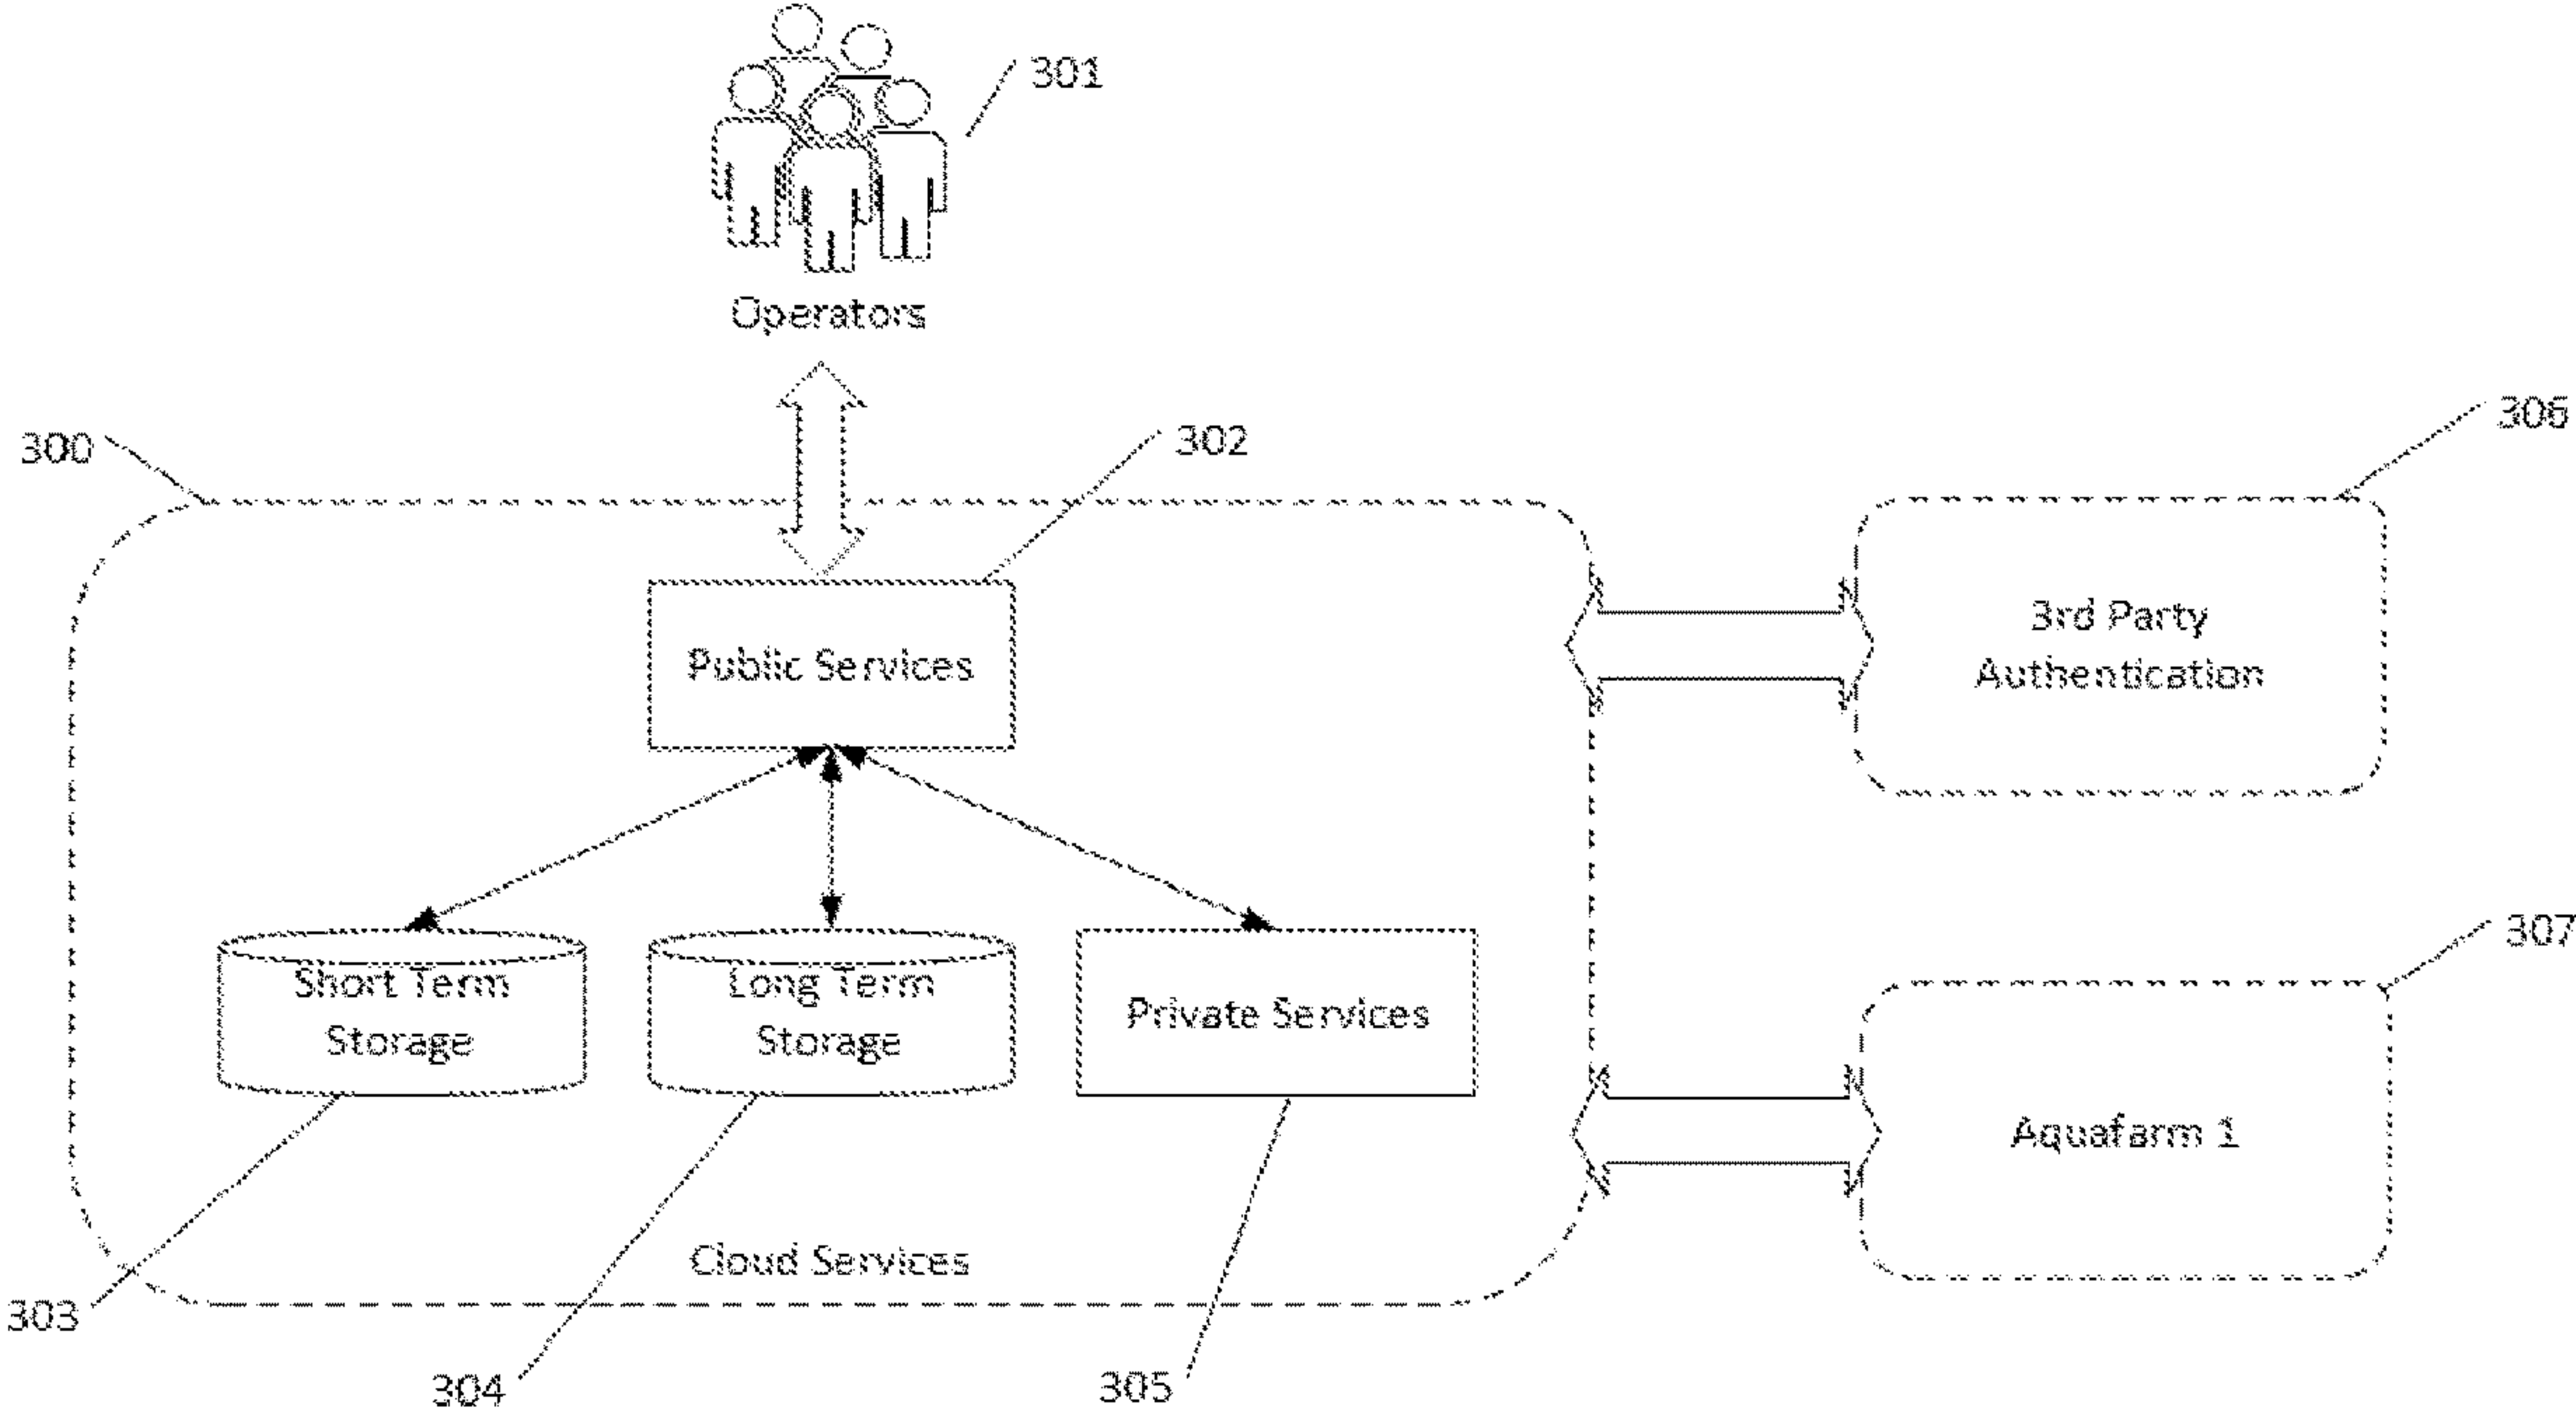 301
Operators
300
302
306
Public Services
3rd Party
Authentication
307
Short Term
Storage
Long Term
Storage
Private Services
Aquafarm 1
Cloud Services
303
304
305